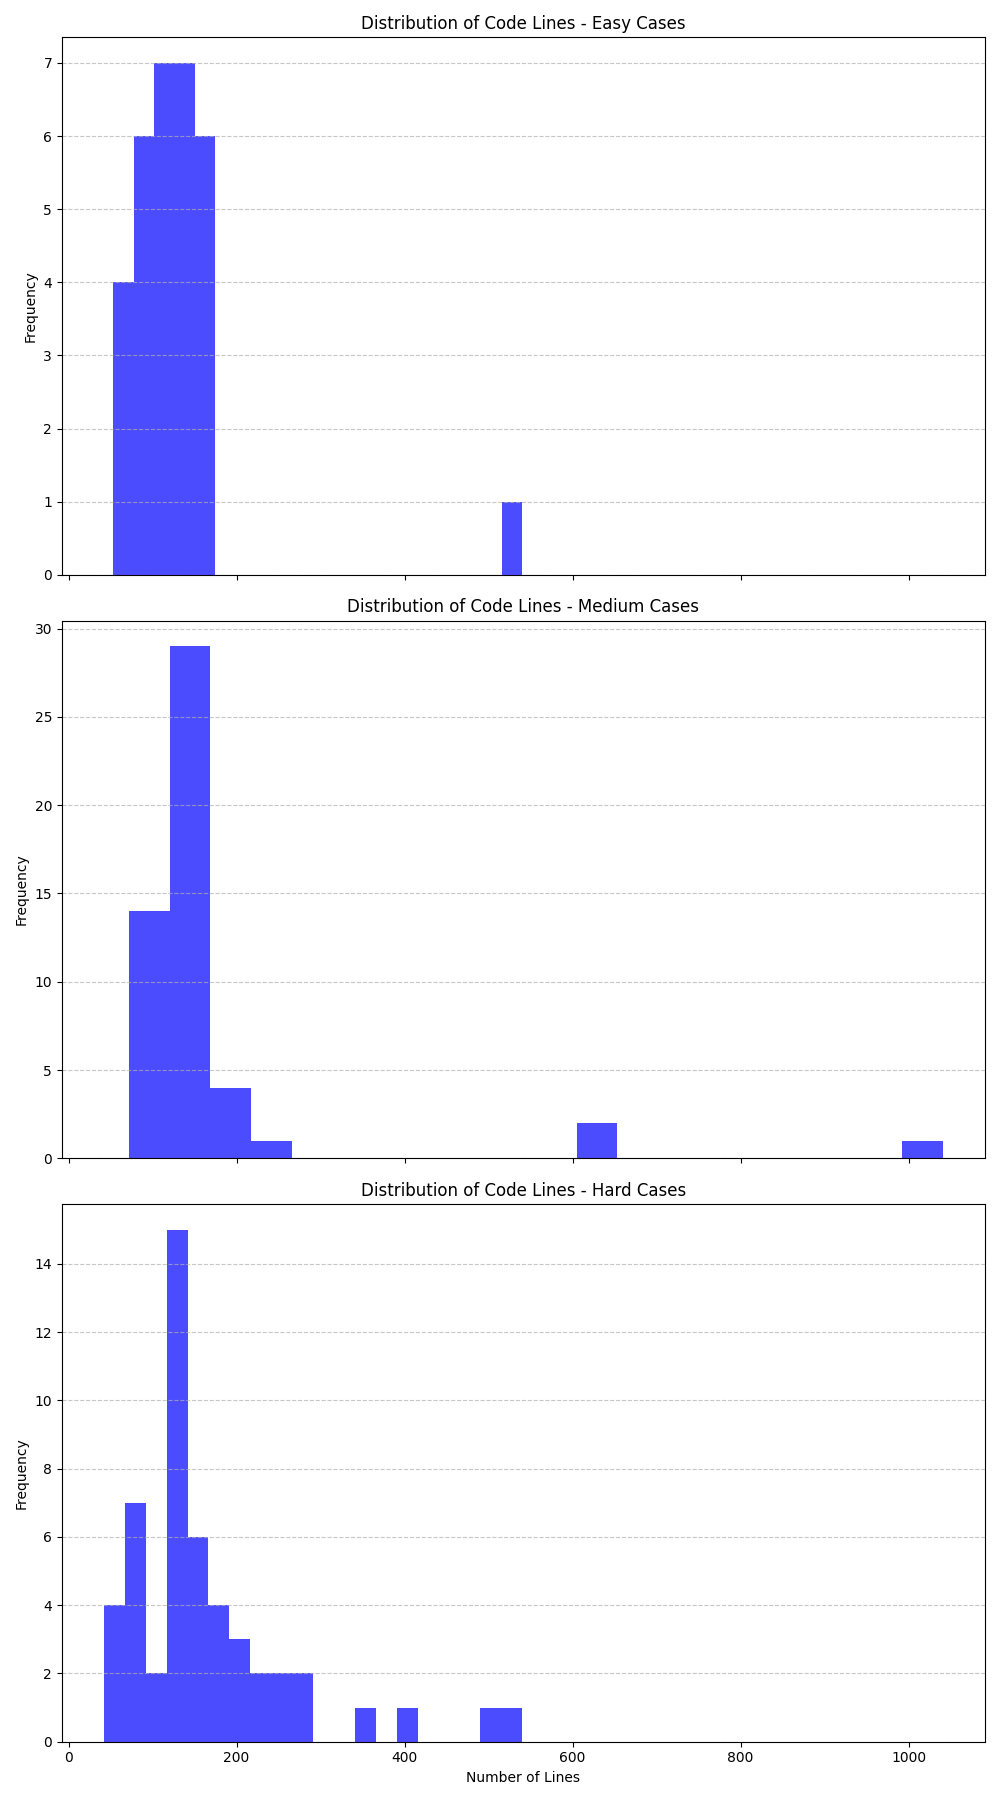 Distribution of Code Lines - Easy Cases
7
6
5
4
3
2
1
0
Frequency
Distribution of Code Lines - Medium Cases
30
25
20
15
10
5
0
Frequency
Distribution of Code Lines - Hard Cases
14
12
10
8
6
4
2
0
Frequency
0 200 400 600 800 1000
Number of Lines